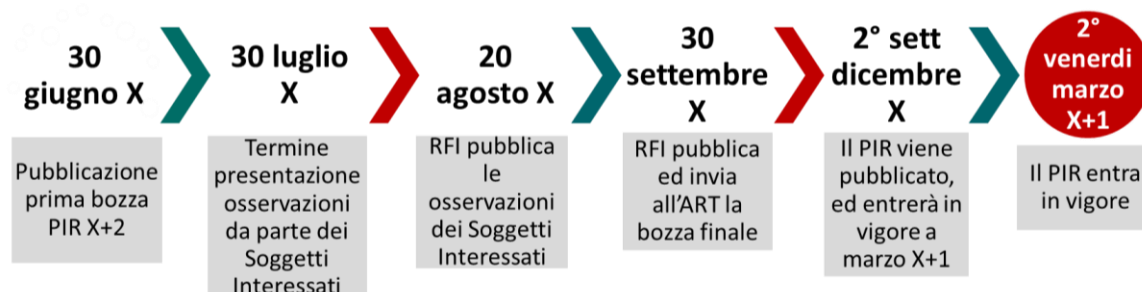 30
giugno X
Pubblicazione
prima bozza
PIR X+2
30 luglio
X
Termine
presentazione
osservazioni
da parte dei
Soggetti
Interessati
20
agosto X
RFI pubblica
le
osservazioni
dei Soggetti
Interessati
30
settembre
X
RFI pubblica
ed invia
all'ART la
bozza finale
2° sett
dicembre
X
Il PIR viene
pubblicato,
ed entrerà in
vigore a
marzo X+1
2°
venerdi
marzo
X+1
Il PIR entra
in vigore